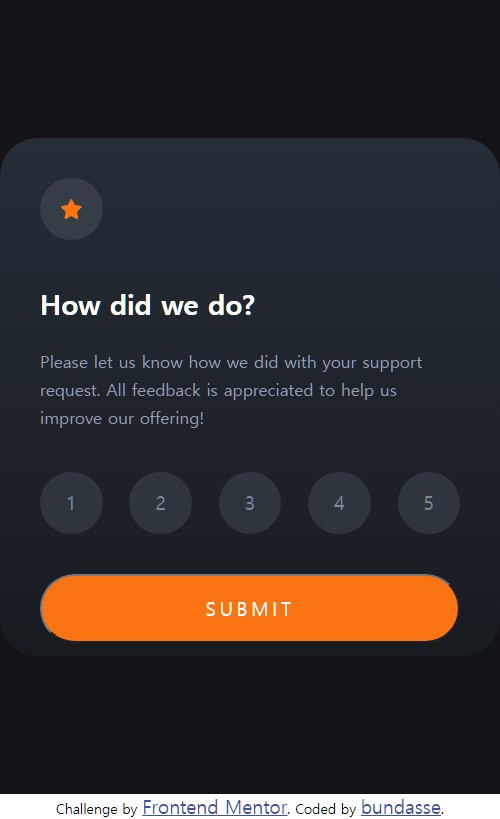 How did we do?
Please let us know how we did with your support
request. All feedback is appreciated to help us
improve our offering!
1 2 3 4 5
SUBMIT
Challenge by Frontend Mentor. Coded by bundasse.